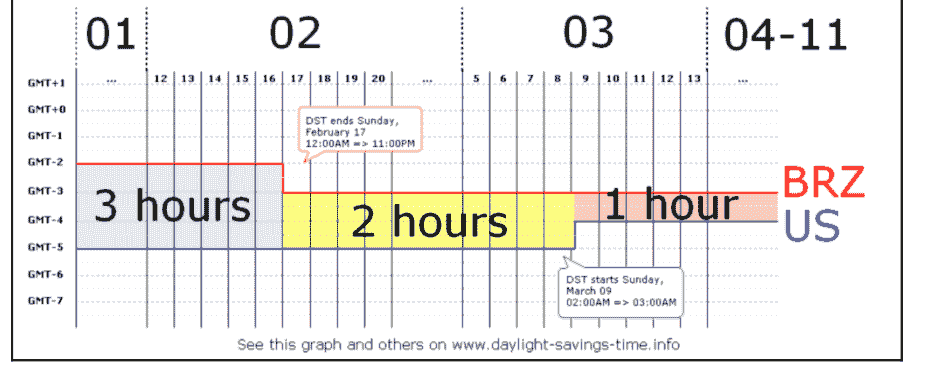 01 02 03 04-11
... 12 13 14 15 16 17 18 19 20 ... 5 6 7 8 9 10 11 12 13 ...
GMT+1
GMT+0
GMT-1
GMT-2
GMT-3
GMT-4
GMT-5
GMT-6
GMT-7
DST ends Sunday,
February 17
12:00AM => 11:00PM
3 hours
2 hours
1 hour
BRZ
US
DST starts Sunday,
March 09
02:00AM => 03:00AM
See this graph and others on www.daylight-savings-time.info